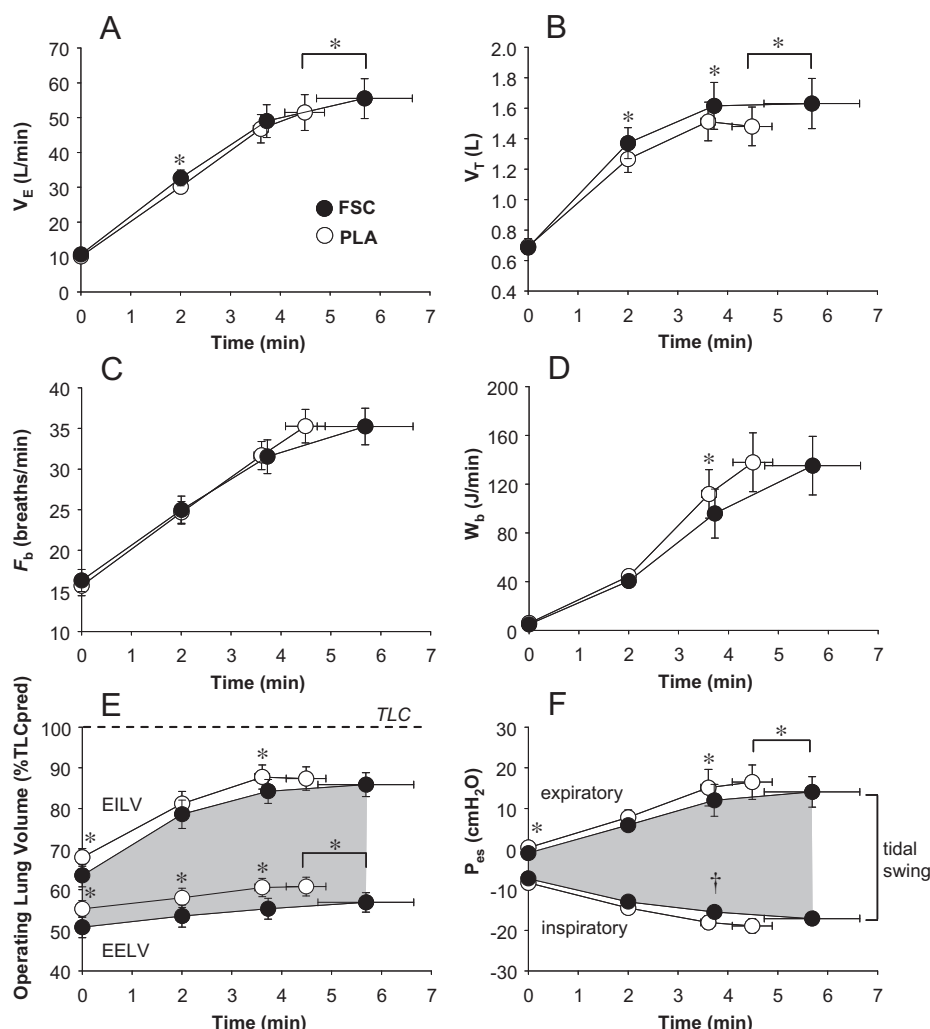 A
B
*
*
70
60
50
40
30
20
10
0
V_E (L/min)
*
FSC
PLA
0 1 2 3 4 5 6 7
Time (min)
2.0
1.8
1.6
1.4
1.2
1.0
0.8
0.6
0.4
V_T (L)
*
*
0 1 2 3 4 5 6 7
Time (min)
C
D
40
35
30
25
20
15
10
F_b (breaths/min)
0 1 2 3 4 5 6 7
Time (min)
200
160
120
80
40
0
W_b (J/min)
*
0 1 2 3 4 5 6 7
Time (min)
E
F
100
90
80
70
60
50
40
Operating Lung Volume (%TLCpred)
TLC
*
EILV
*
*
*
*
*
EELV
0 1 2 3 4 5 6 7
Time (min)
30
20
10
0
-10
-20
-30
P_es (cmH_2O)
*
*
expiratory
*
†
inspiratory
tidal
swing
0 1 2 3 4 5 6 7
Time (min)